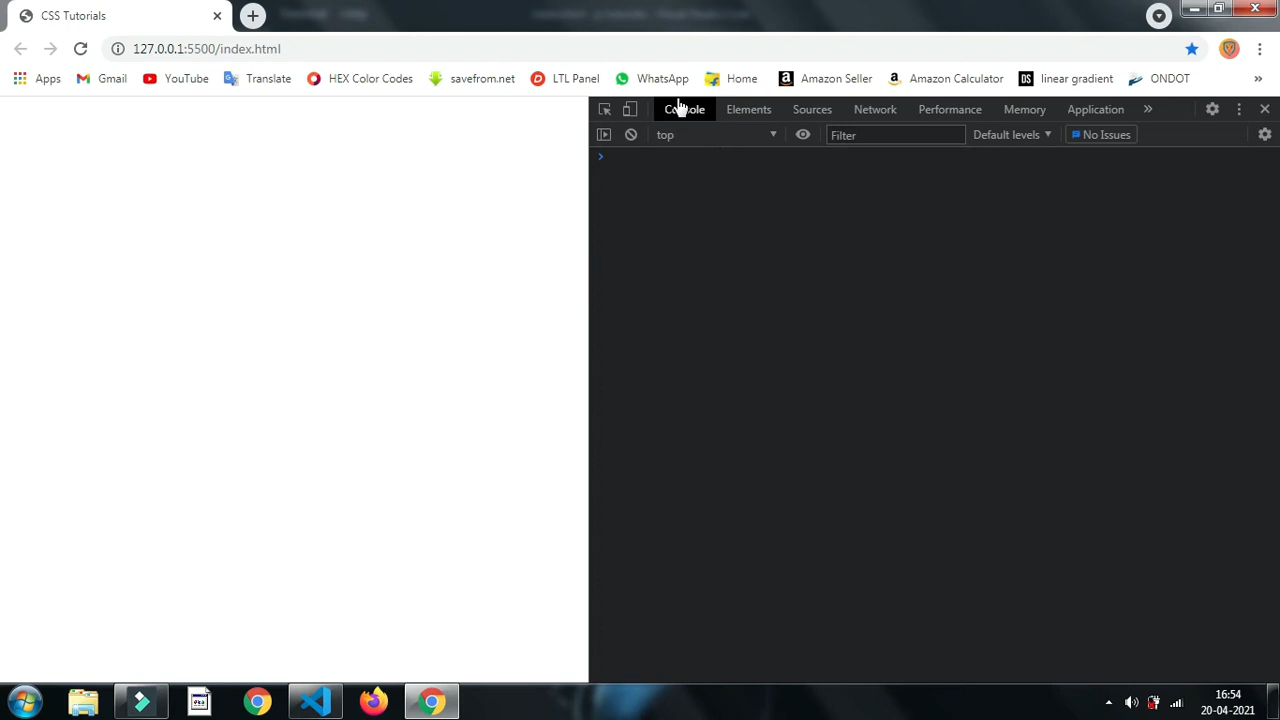 CSS Tutorials
127.0.0.1:5500/index.html
Apps Gmail YouTube Translate HEX Color Codes savefrom.net LTL Panel WhatsApp Home Amazon Seller Amazon Calculator linear gradient ONDOT »
Console Elements Sources Network Performance Memory Application »
top Filter Default levels No Issues
16:54
20-04-2021